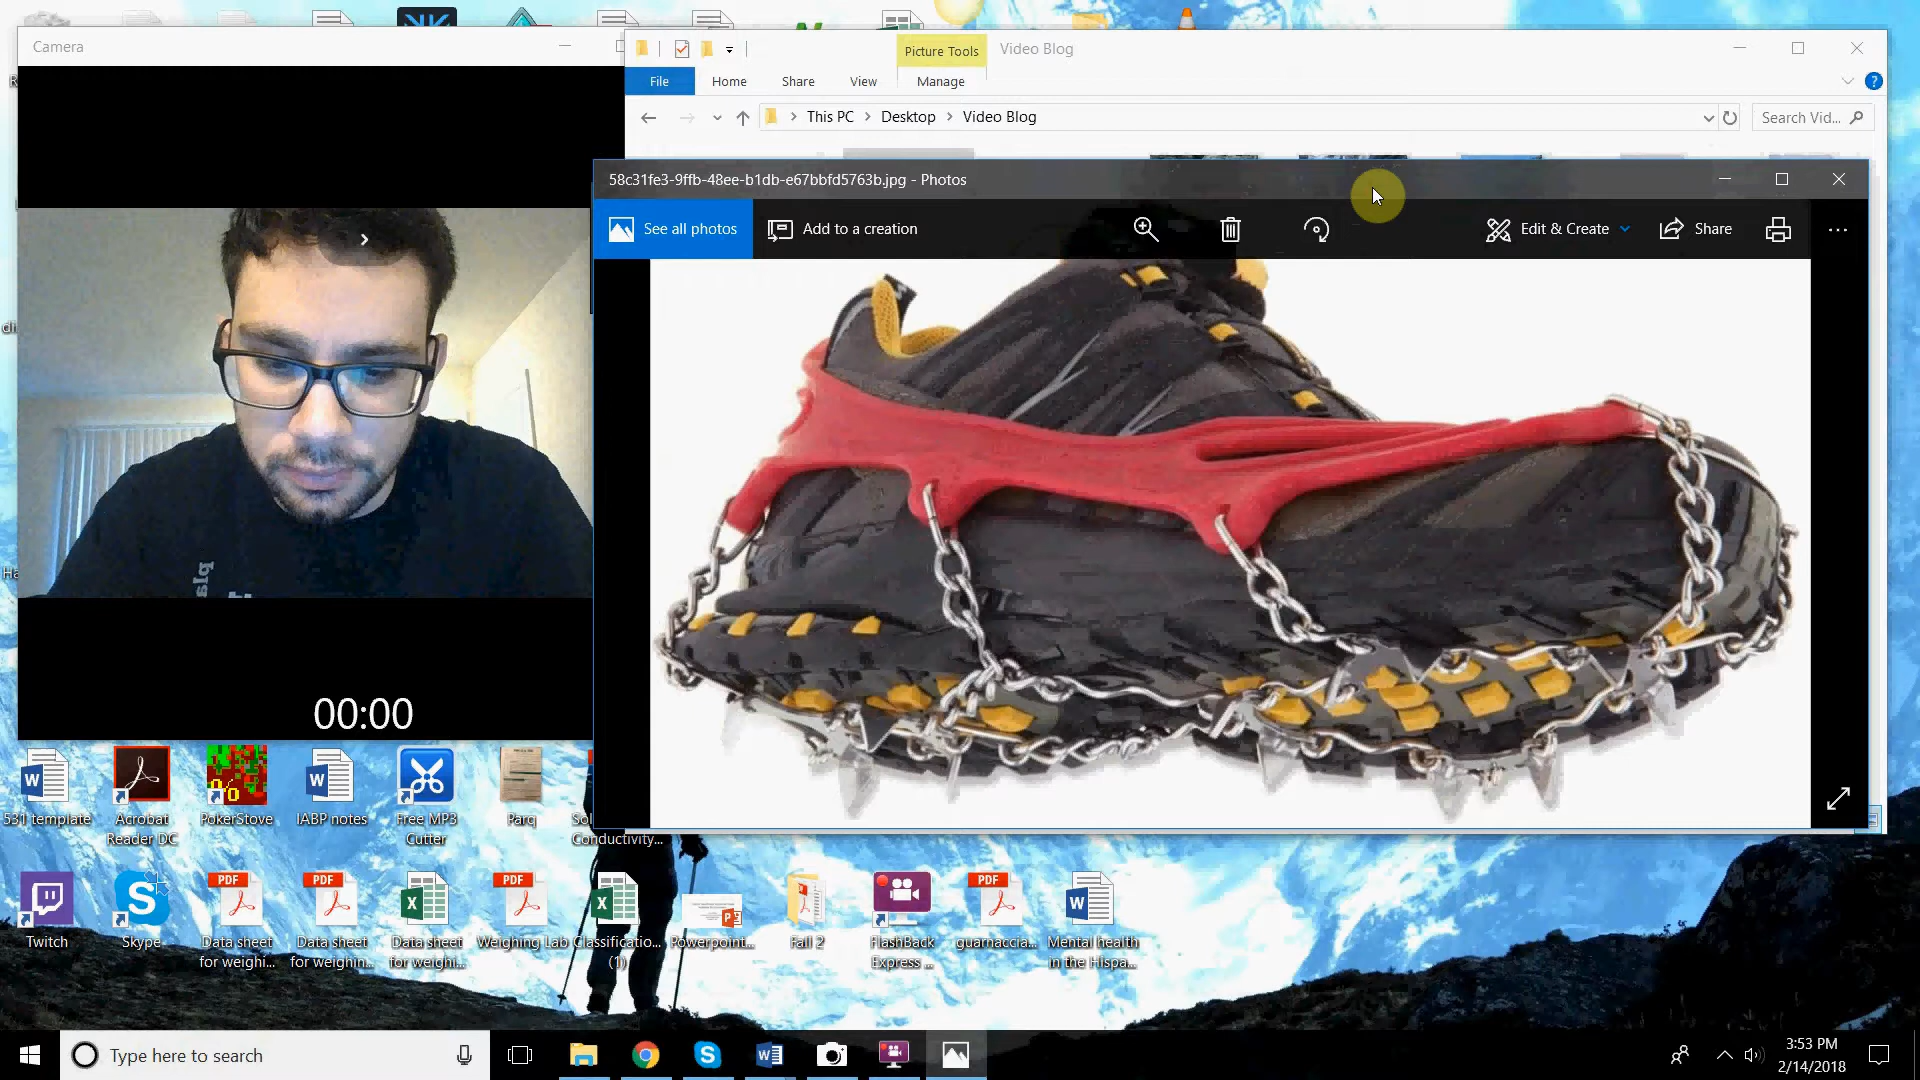 Camera
Picture Tools
Video Blog
File
Home
Share
View
Manage
This PC
Desktop
Video Blog
Search Vid...
58c31fe3-9ffb-48ee-b1db-e67bbfd5763b.jpg - Photos
See all photos
Add to a creation
Edit & Create
Share
00:00
531 template
Acrobat
Reader DC
PokerStove
IABP notes
Free MP3
Cutter
Parq
Sol
Conductivity...
Twitch
Skype
Data sheet
for weighi...
Data sheet
for weighin...
Data sheet
for weighi...
Weighing Lab
Classificatio...
(1)
Powerpoint...
Fall 2
FlashBack
Express ...
guarnaccia...
Mental health
in the Hispa...
Type here to search
3:53 PM
2/14/2018